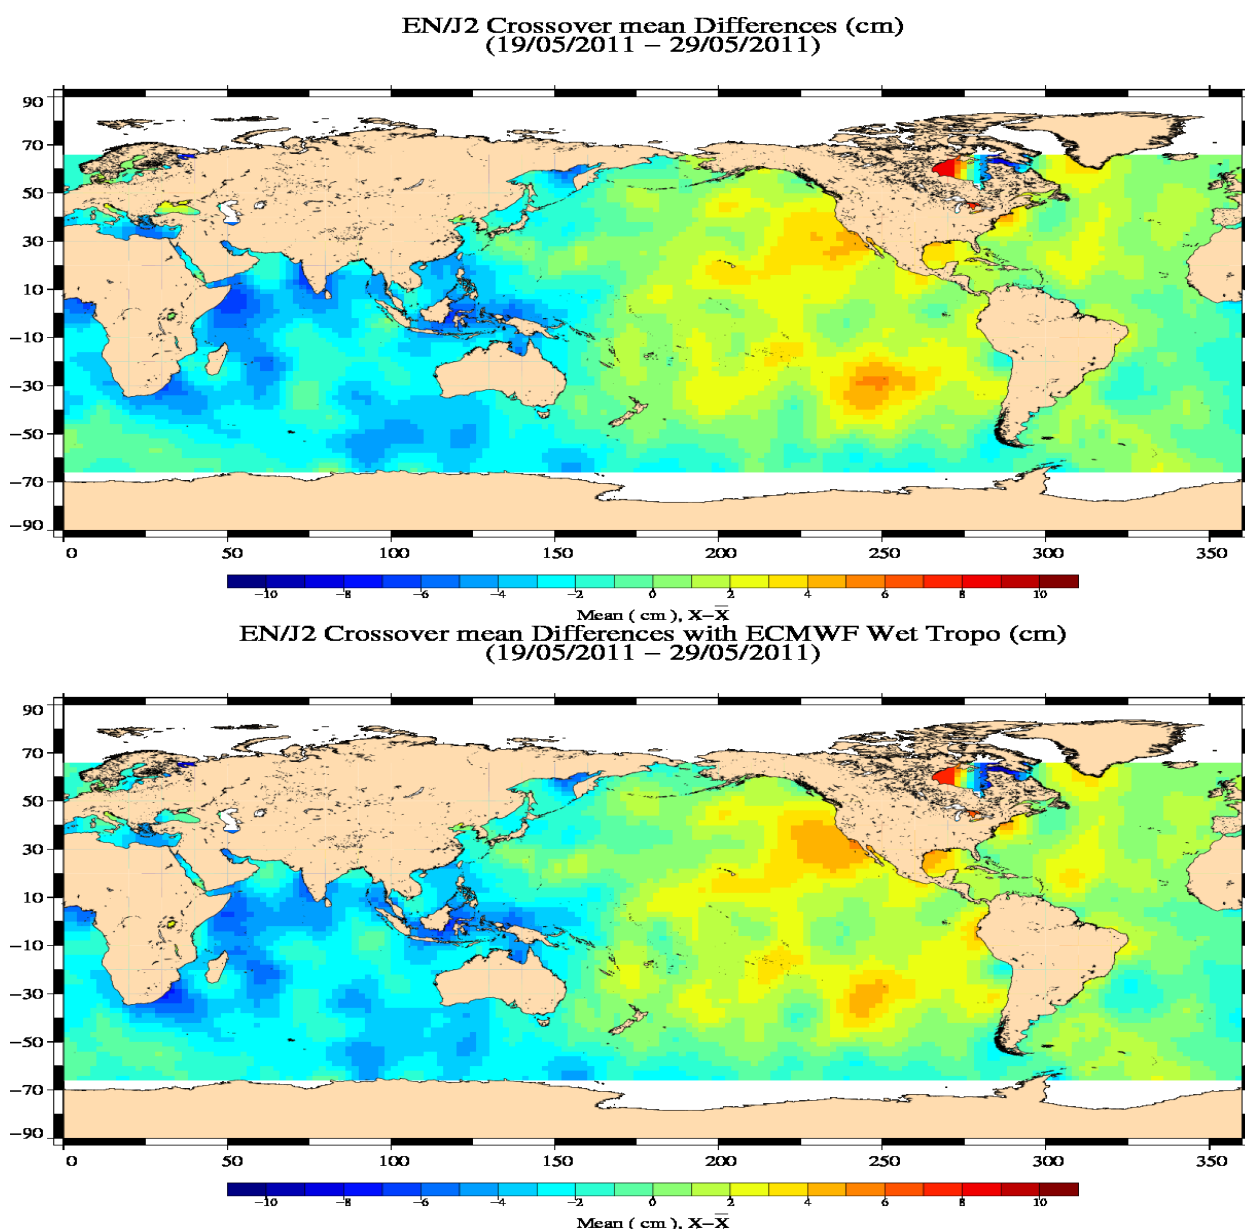 EN/J2 Crossover mean Differences (cm)
(19/05/2011 − 29/05/2011)
90
70
50
30
10
−10
−30
−50
−70
−90
0 50 100 150 200 250 300 350
−10 −8 −6 −4 −2 0 2 4 6 8 10
Mean ( cm ), X−X̅
EN/J2 Crossover mean Differences with ECMWF Wet Tropo (cm)
(19/05/2011 − 29/05/2011)
90
70
50
30
10
−10
−30
−50
−70
−90
0 50 100 150 200 250 300 350
−10 −8 −6 −4 −2 0 2 4 6 8 10
Mean ( cm ), X−X̅